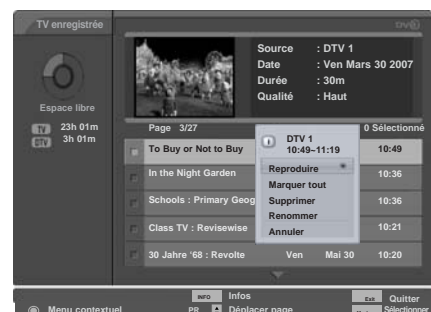 TV enregistrée
DVR
Source : DTV 1
Date : Ven Mars 30 2007
Durée : 30m
Qualité : Haut
Espace libre
TV 23h 01m
DTV 3h 01m
Page 3/27
0 Sélectionné
To Buy or Not to Buy 10:49
In the Night Garden 10:36
Schools : Primary Geog 10:36
Class TV : Revisewise 10:21
30 Jahre '68 : Revolte Ven Mai 30 10:20
i DTV 1
10:49~11:19
Reproduire
Marquer tout
Supprimer
Renommer
Annuler
Menu contextuel
INFO Infos
PR Déplacer page
Exit Quitter
Sélectionner